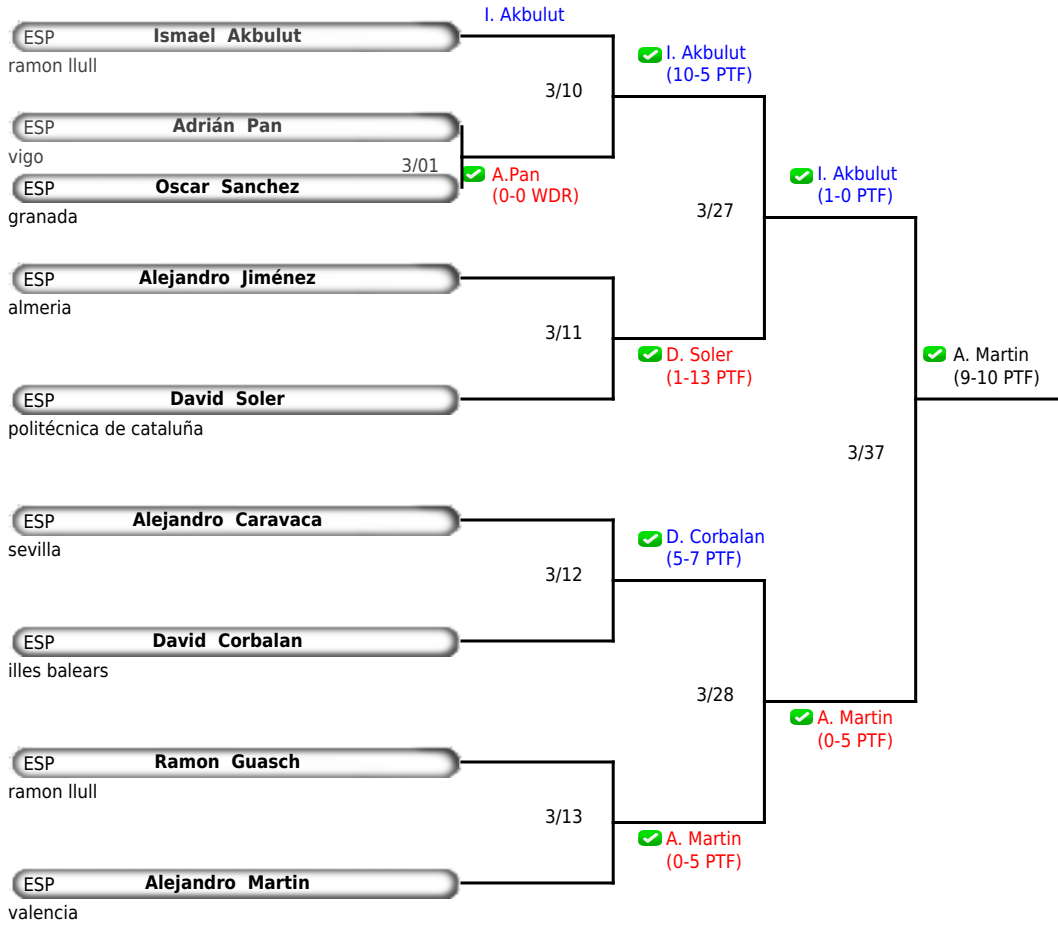 I. Akbulut
ESP Ismael Akbulut
ramon llull
I. Akbulut
(10-5 PTF)
3/10
ESP Adrián Pan
vigo
3/01
A.Pan
(0-0 WDR)
ESP Oscar Sanchez
granada
I. Akbulut
(1-0 PTF)
3/27
ESP Alejandro Jiménez
almeria
3/11
D. Soler
(1-13 PTF)
A. Martin
(9-10 PTF)
ESP David Soler
politécnica de cataluña
3/37
ESP Alejandro Caravaca
sevilla
D. Corbalan
(5-7 PTF)
3/12
ESP David Corbalan
illes balears
3/28
A. Martin
(0-5 PTF)
ESP Ramon Guasch
ramon llull
3/13
A. Martin
(0-5 PTF)
ESP Alejandro Martin
valencia